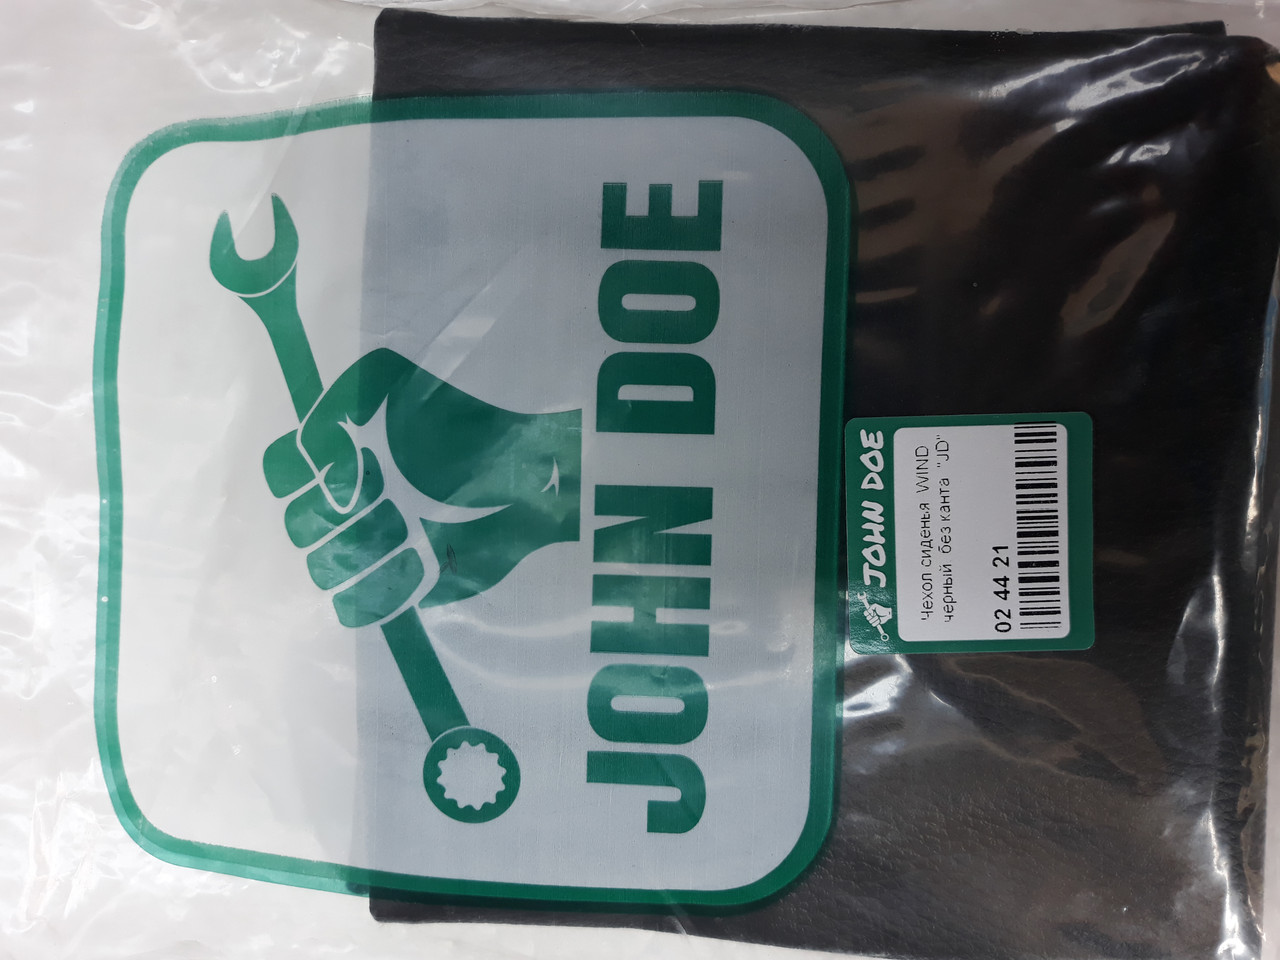 JOHN DOE
JOHN DOE
Чехол сиденья WIND
черный без канта "JD"
02 44 21